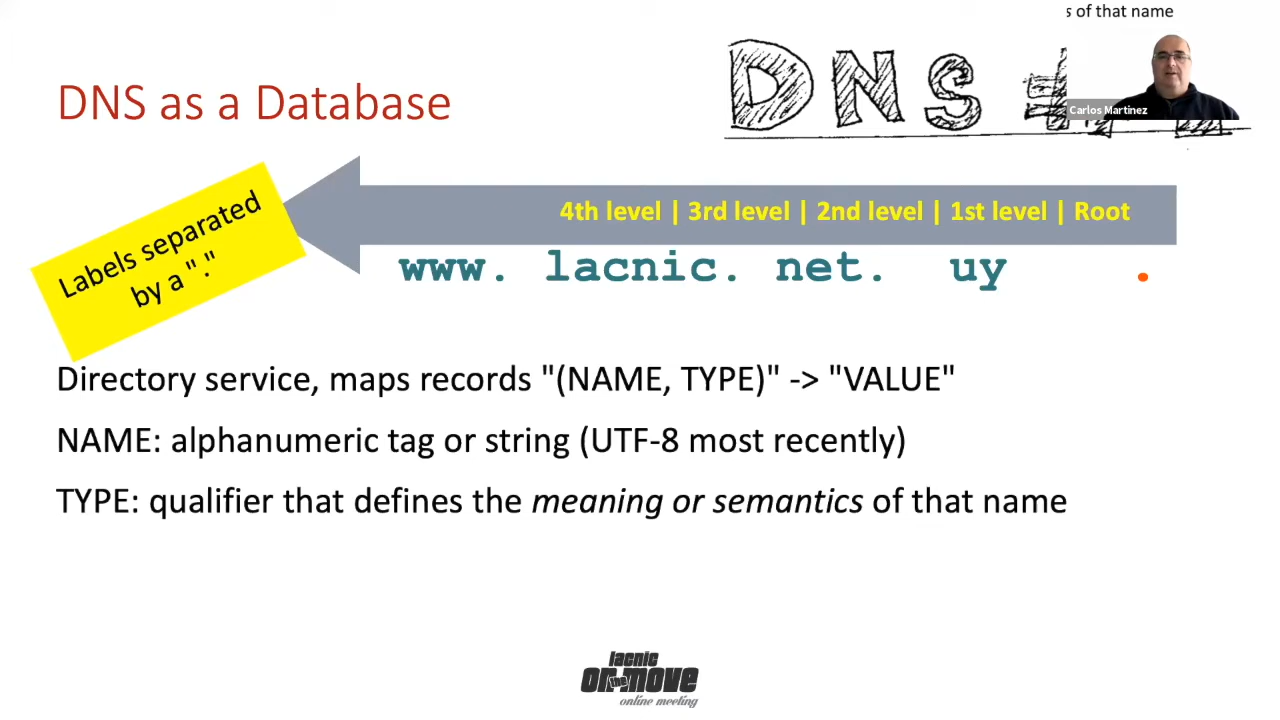 s of that name
DNS
Carlos Martinez
DNS as a Database
Labels separated
by a "."
4th level | 3rd level | 2nd level | 1st level | Root
www. lacnic. net. uy .
Directory service, maps records "(NAME, TYPE)" -> "VALUE"
NAME: alphanumeric tag or string (UTF-8 most recently)
TYPE: qualifier that defines the meaning or semantics of that name
lacnic
on the move
online meeting